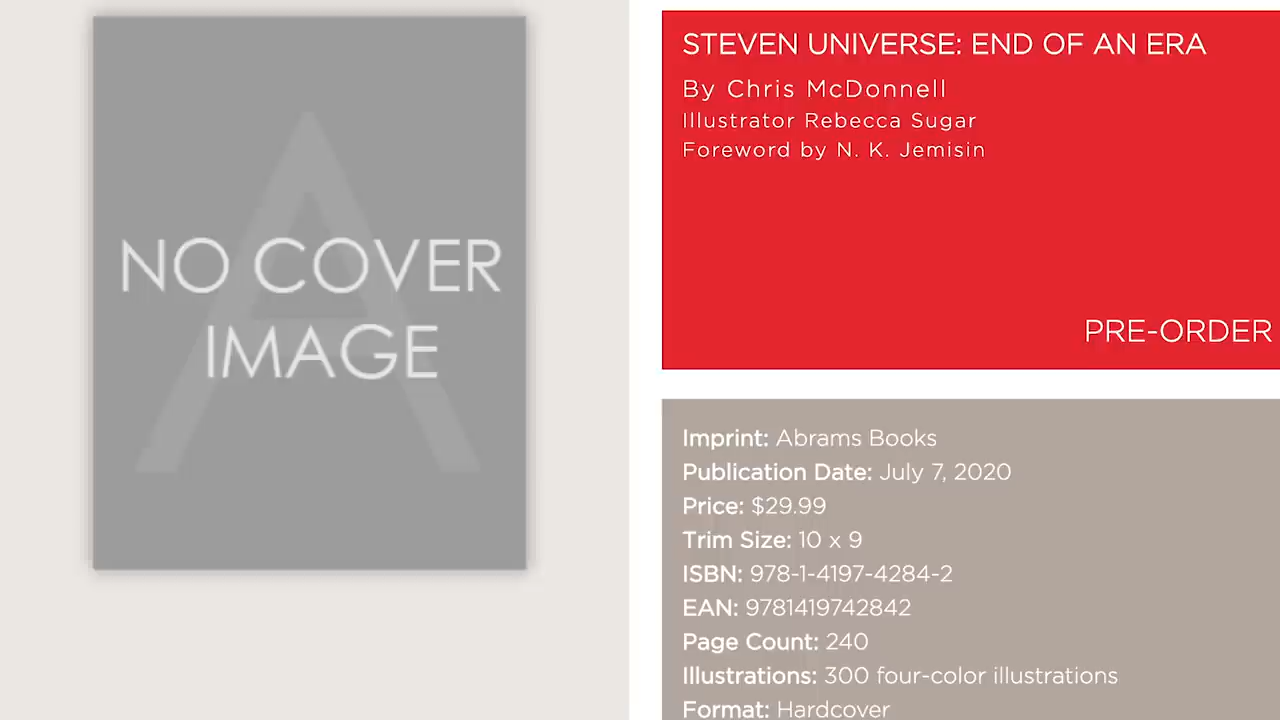 NO COVER
IMAGE
STEVEN UNIVERSE: END OF AN ERA
By Chris McDonnell
Illustrator Rebecca Sugar
Foreword by N. K. Jemisin
PRE-ORDER
Imprint: Abrams Books
Publication Date: July 7, 2020
Price: $29.99
Trim Size: 10 x 9
ISBN: 978-1-4197-4284-2
EAN: 9781419742842
Page Count: 240
Illustrations: 300 four-color illustrations
Format: Hardcover